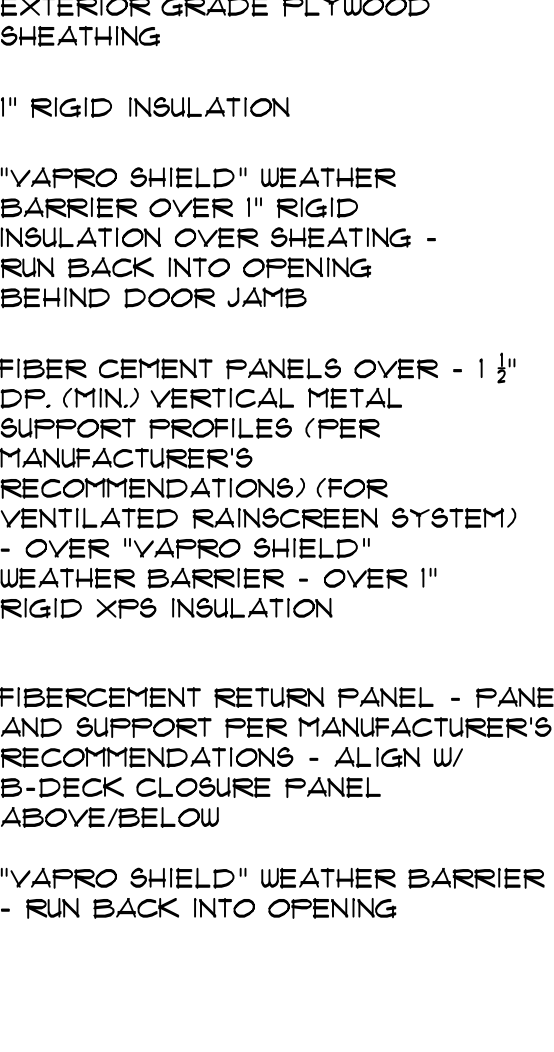 EXTERIOR GRADE PLYWOOD
SHEATHING
1" RIGID INSULATION
"VAPRO SHIELD" WEATHER
BARRIER OVER 1" RIGID
INSULATION OVER SHEATING -
RUN BACK INTO OPENING
BEHIND DOOR JAMB
FIBER CEMENT PANELS OVER - 1 ½"
DP. (MIN.) VERTICAL METAL
SUPPORT PROFILES (PER
MANUFACTURER'S
RECOMMENDATIONS) (FOR
VENTILATED RAINSCREEN SYSTEM)
- OVER "VAPRO SHIELD"
WEATHER BARRIER - OVER 1"
RIGID XPS INSULATION
FIBERCEMENT RETURN PANEL - PANE
AND SUPPORT PER MANUFACTURER'S
RECOMMENDATIONS - ALIGN W/
B-DECK CLOSURE PANEL
ABOVE/BELOW
"VAPRO SHIELD" WEATHER BARRIER
- RUN BACK INTO OPENING